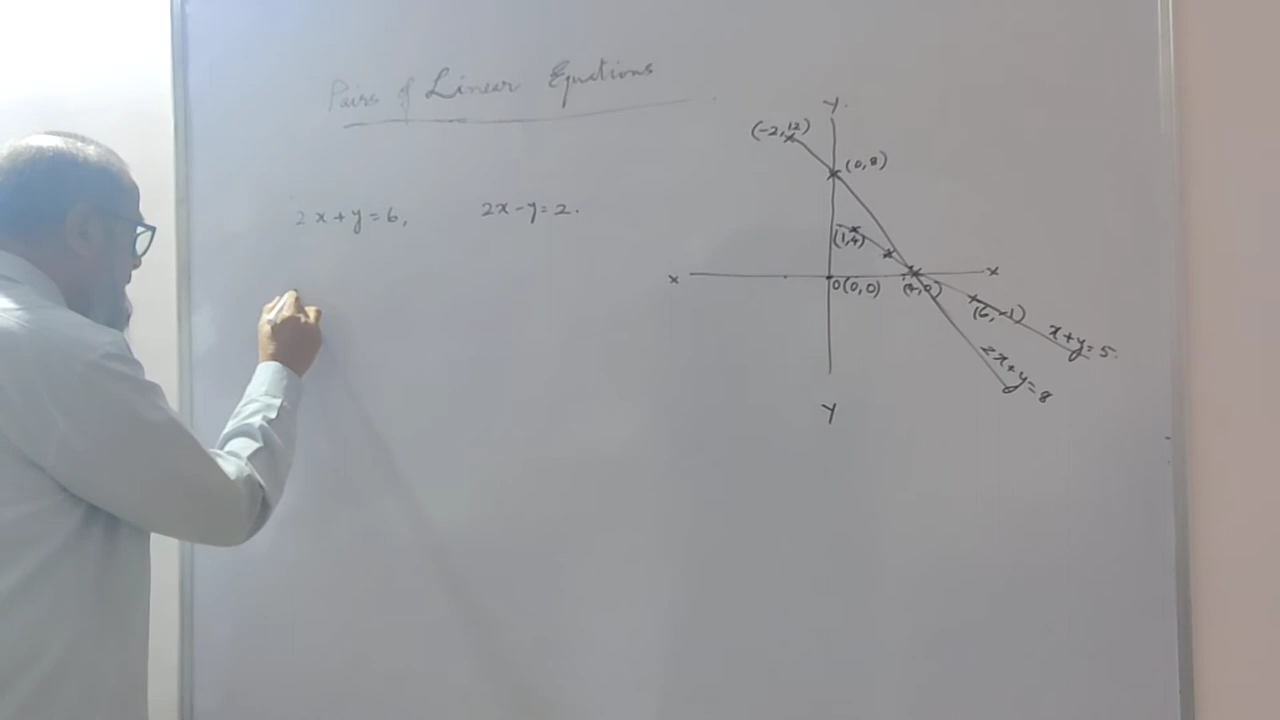 Pairs of Linear Equations
2x+y=6, 2x-y=2.
Y
(-2,12)
(0,8)
(1,4)
X
X
O(0,0)
(4,0)
(6,-1)
x+y=5.
2x+y=8
Y